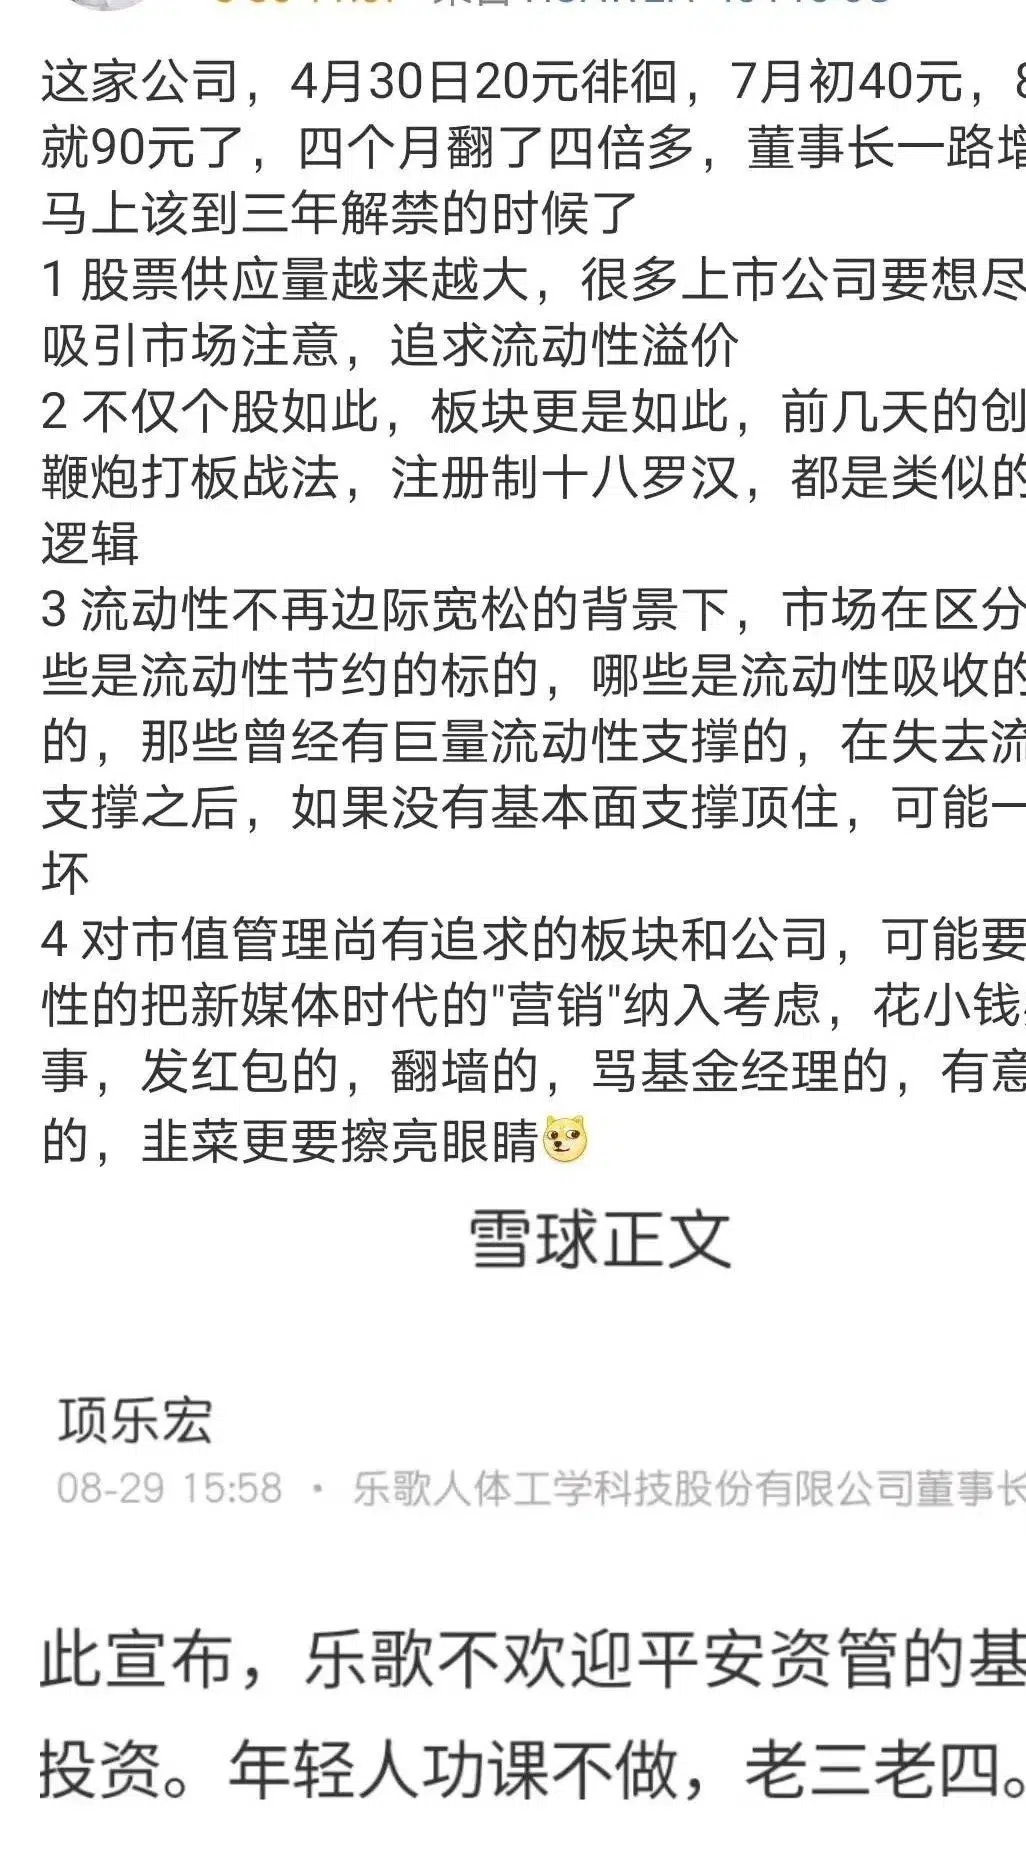 这家公司，4月30日20元徘徊，7月初40元，
就90元了，四个月翻了四倍多，董事长一路增
马上该到三年解禁的时候了
1 股票供应量越来越大，很多上市公司要想尽
吸引市场注意，追求流动性溢价
2 不仅个股如此，板块更是如此，前几天的创
鞭炮打板战法，注册制十八罗汉，都是类似的
逻辑
3 流动性不再边际宽松的背景下，市场在区分
些是流动性节约的标的，哪些是流动性吸收的
的，那些曾经有巨量流动性支撑的，在失去流
支撑之后，如果没有基本面支撑顶住，可能一
坏
4 对市值管理尚有追求的板块和公司，可能要
性的把新媒体时代的"营销"纳入考虑，花小钱
事，发红包的，翻墙的，骂基金经理的，有意
的，韭菜更要擦亮眼睛
雪球正文
项乐宏
08-29 15:58 · 乐歌人体工学科技股份有限公司董事长
此宣布，乐歌不欢迎平安资管的基
投资。年轻人功课不做，老三老四。